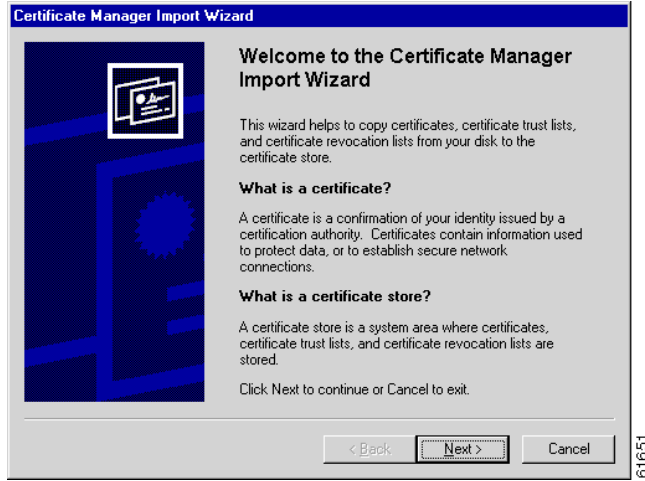 Certificate Manager Import Wizard
Welcome to the Certificate Manager
Import Wizard
This wizard helps to copy certificates, certificate trust lists,
and certificate revocation lists from your disk to the
certificate store.
What is a certificate?
A certificate is a confirmation of your identity issued by a
certification authority. Certificates contain information used
to protect data, or to establish secure network
connections.
What is a certificate store?
A certificate store is a system area where certificates,
certificate trust lists, and certificate revocation lists are
stored.
Click Next to continue or Cancel to exit.
< Back
Next >
Cancel
61651